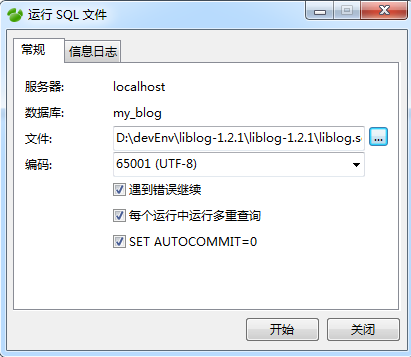 运行 SQL 文件
常规 信息日志
服务器: localhost
数据库: my_blog
文件: D:\devEnv\liblog-1.2.1\liblog-1.2.1\liblog.s ...
编码: 65001 (UTF-8)
遇到错误继续
每个运行中运行多重查询
SET AUTOCOMMIT=0
开始 关闭